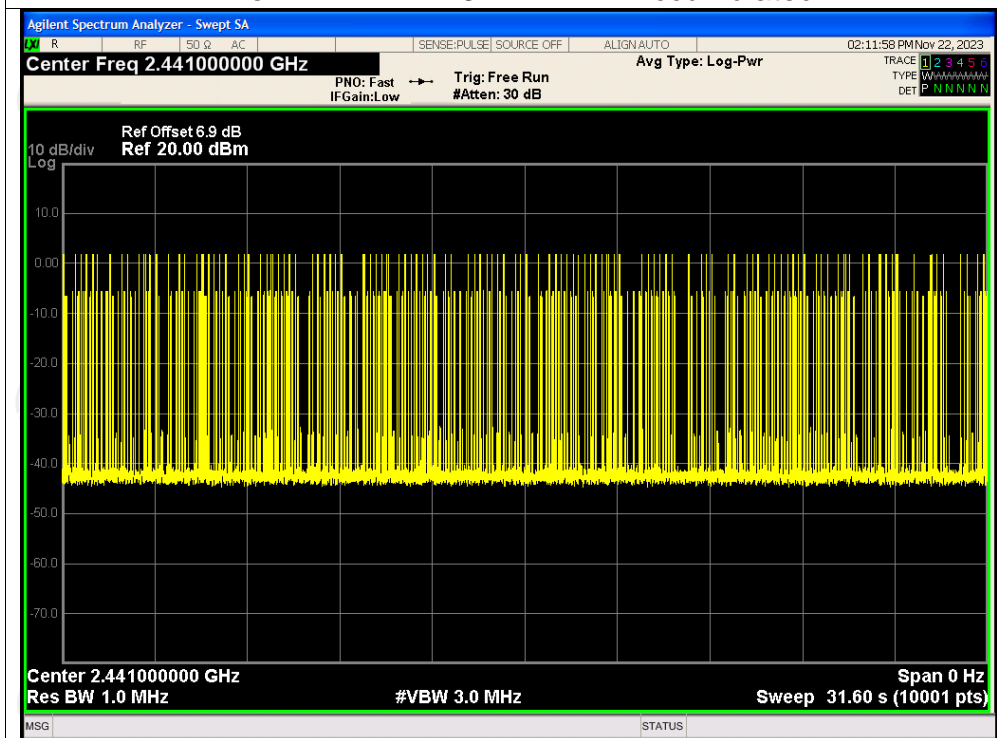 Agilent Spectrum Analyzer - Swept SA
LXI R RF 50 Ω AC SENSE:PULSE SOURCE OFF ALIGN AUTO 02:11:58 PM Nov 22, 2023
Center Freq 2.441000000 GHz Avg Type: Log-Pwr TRACE 1 2 3 4 5 6
PNO: Fast Trig: Free Run TYPE WWWWWW
IFGain:Low #Atten: 30 dB DET P N N N N N
Ref Offset 6.9 dB
10 dB/div Ref 20.00 dBm
Log
10.0
0.00
-10.0
-20.0
-30.0
-40.0
-50.0
-60.0
-70.0
Center 2.441000000 GHz Span 0 Hz
Res BW 1.0 MHz #VBW 3.0 MHz Sweep 31.60 s (10001 pts)
MSG STATUS